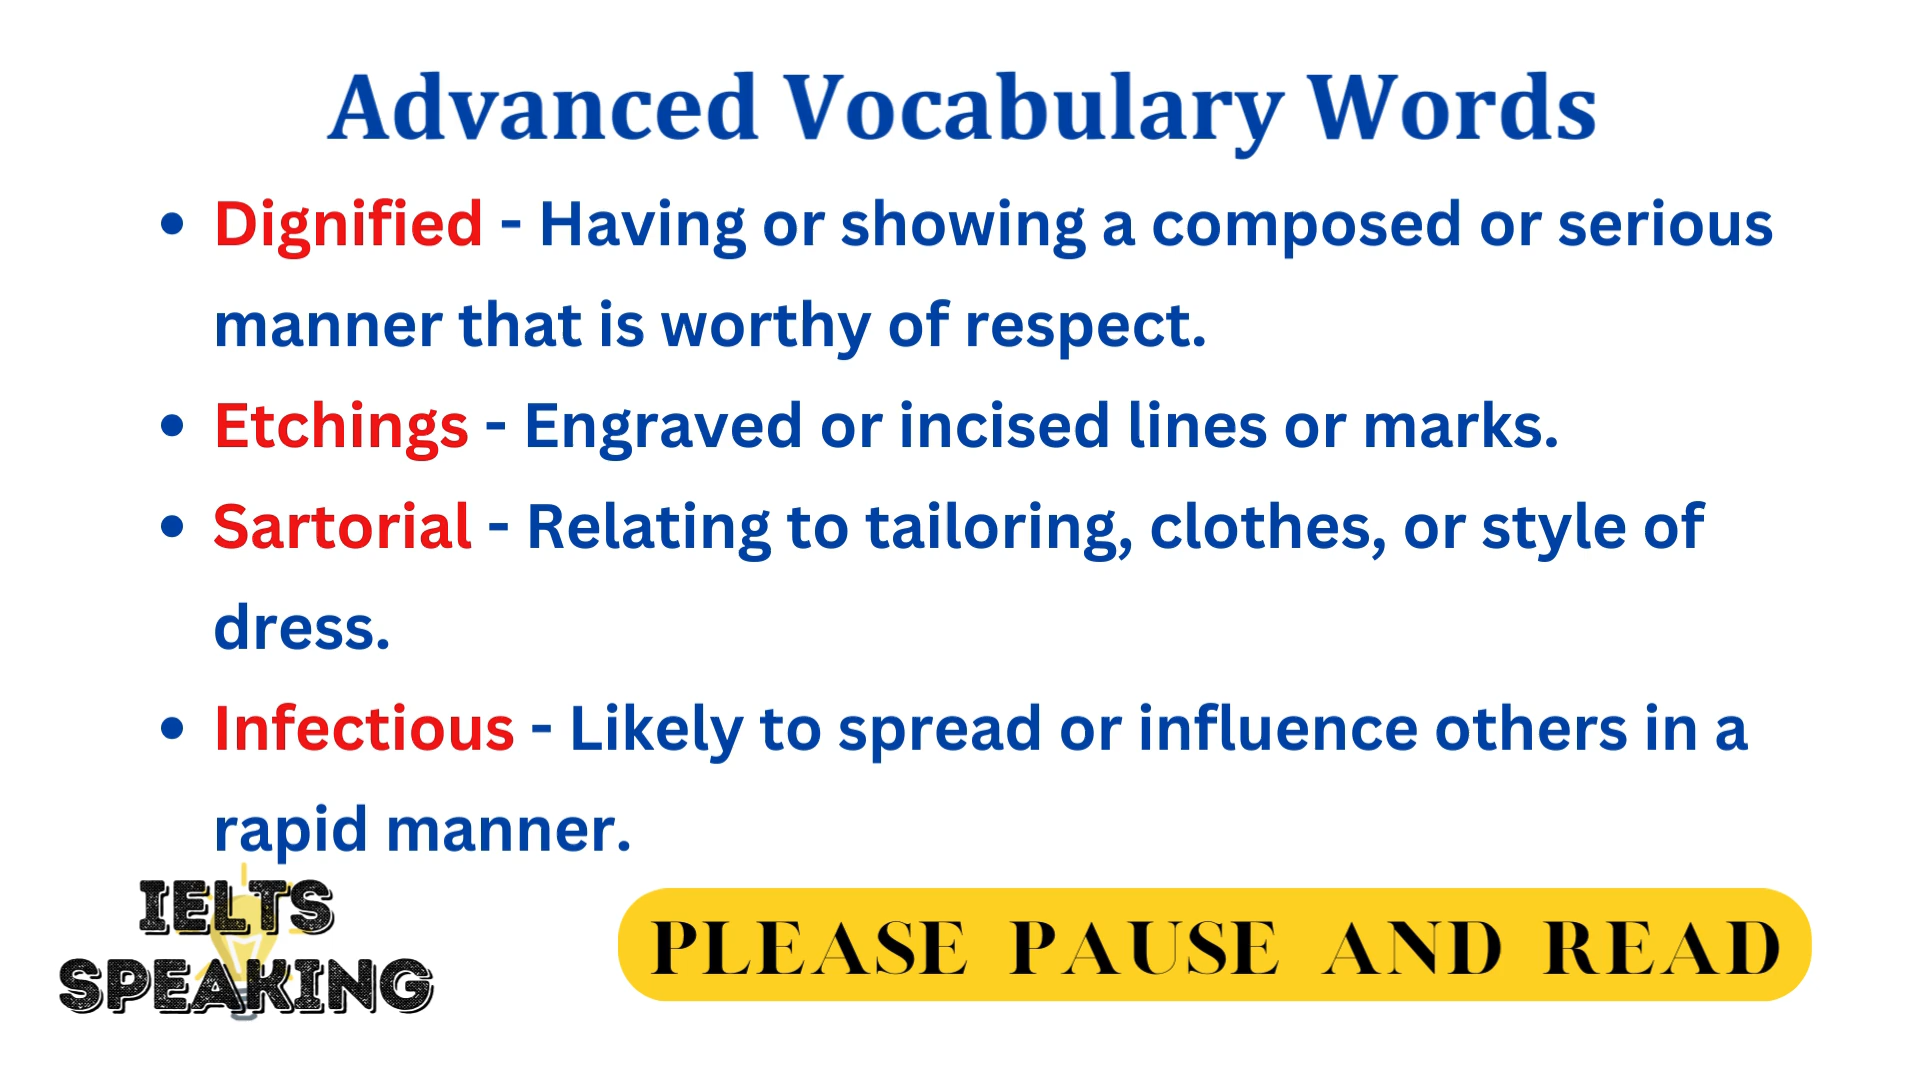 Advanced Vocabulary Words
• Dignified - Having or showing a composed or serious
manner that is worthy of respect.
• Etchings - Engraved or incised lines or marks.
• Sartorial - Relating to tailoring, clothes, or style of
dress.
• Infectious - Likely to spread or influence others in a
rapid manner.
IELTS
SPEAKING
PLEASE PAUSE AND READ